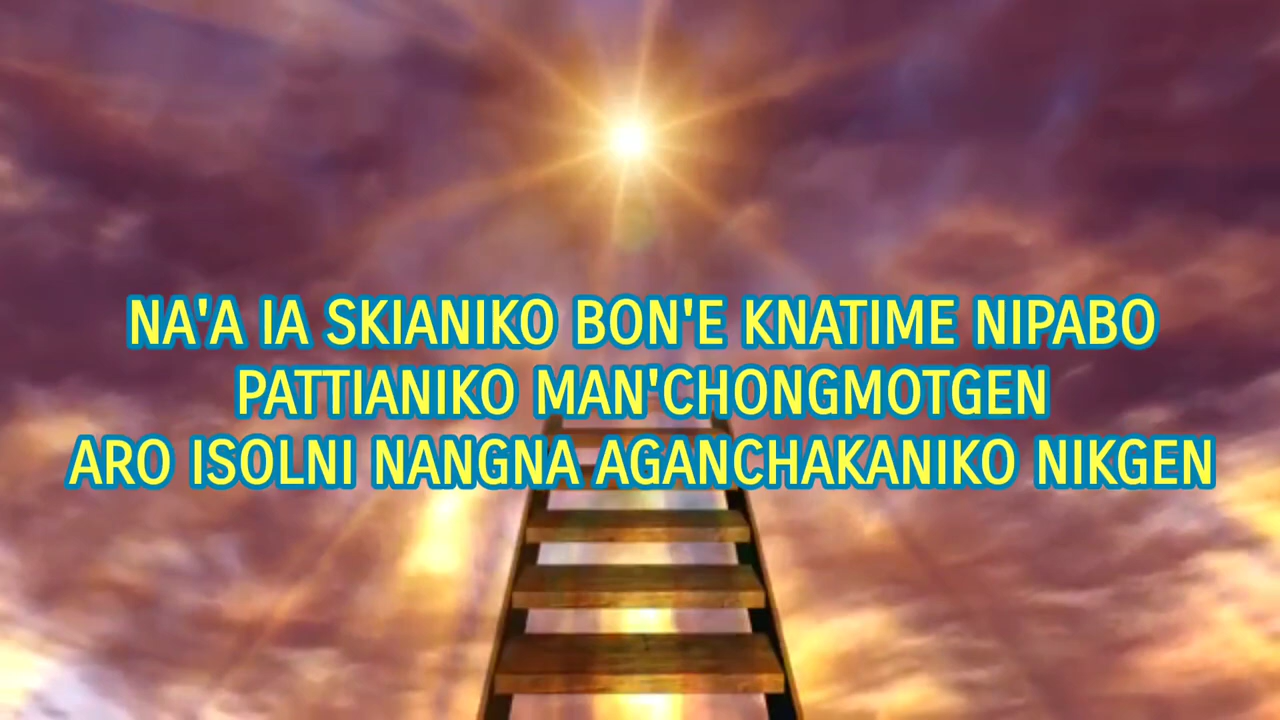 NA'A IA SKIANIKO BON'E KNATIME NIPABO
PATTIANIKO MAN'CHONGMOTGEN
ARO ISOLNI NANGNA AGANCHAKANIKO NIKGEN